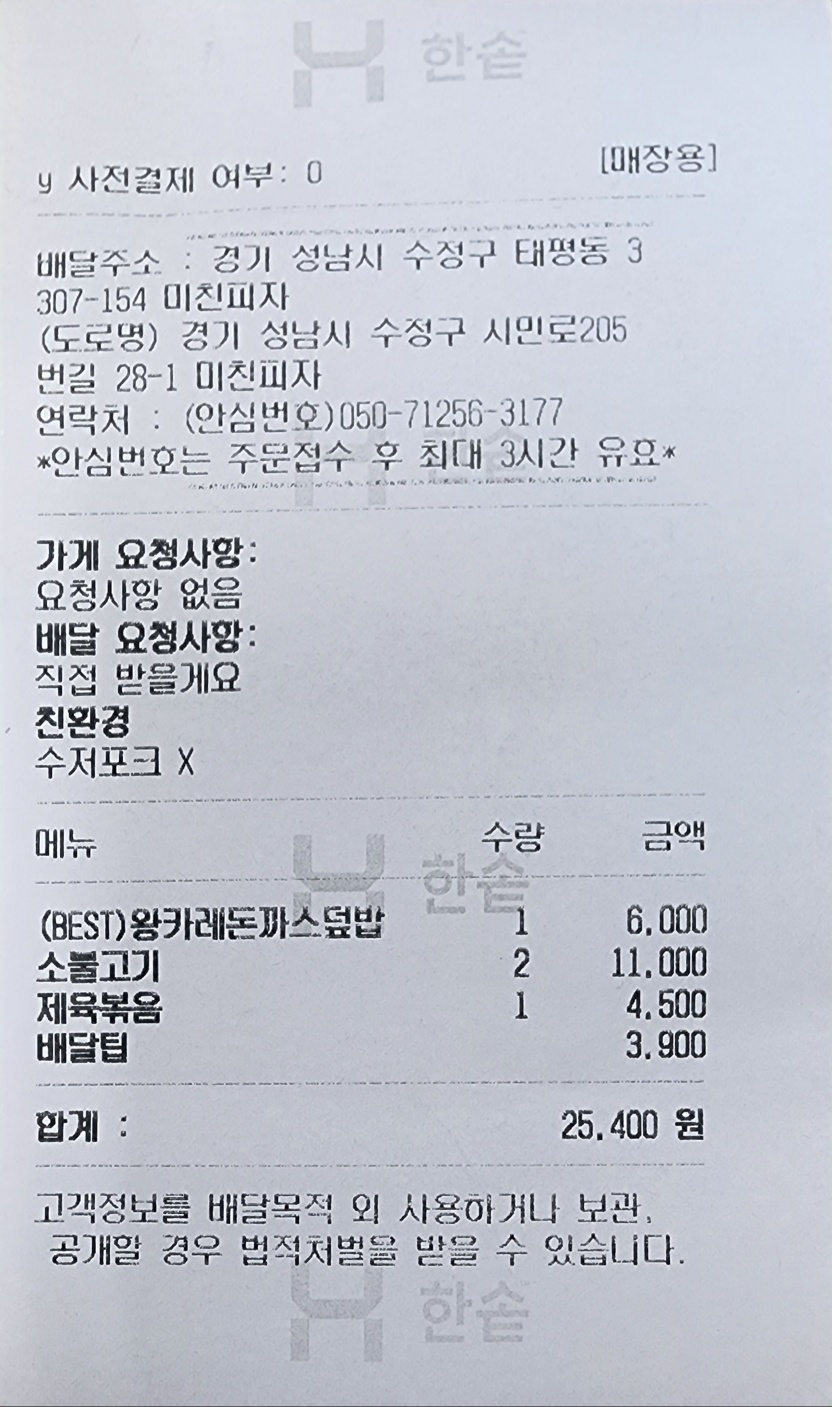 한솥
[매장용]
y 사전결제 여부: O
배달주소 : 경기 성남시 수정구 태평동 3
307-154 미친피자
(도로명) 경기 성남시 수정구 시민로205
번길 28-1 미친피자
연락처 : (안심번호)050-71256-3177
*안심번호는 주문접수 후 최대 3시간 유효*
가게 요청사항:
요청사항 없음
배달 요청사항:
직접 받을게요
친환경
수저포크 X
메뉴 수량 금액
한솥
(BEST)왕카레돈까스덮밥 1 6,000
소불고기 2 11,000
제육볶음 1 4,500
배달팁 3,900
합계 : 25,400 원
고객정보를 배달목적 외 사용하거나 보관,
공개할 경우 법적처벌을 받을 수 있습니다.
한솥